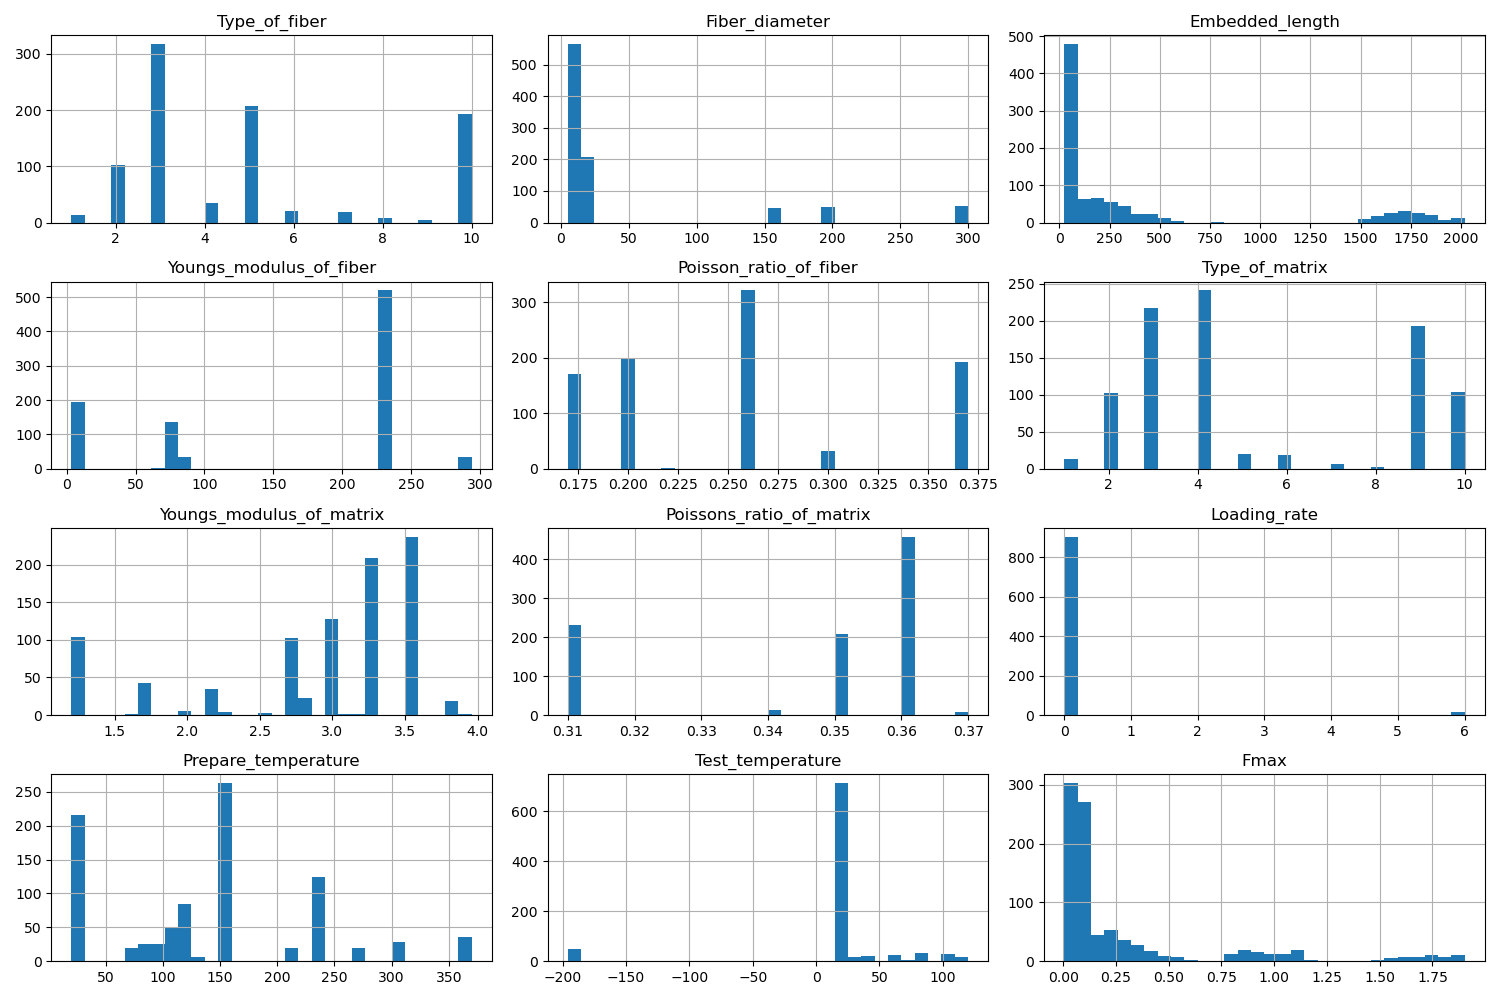 Type_of_fiber
300
200
100
0
2 4 6 8 10
Fiber_diameter
500
400
300
200
100
0
0 50 100 150 200 250 300
Embedded_length
500
400
300
200
100
0
0 250 500 750 1000 1250 1500 1750 2000
Youngs_modulus_of_fiber
500
400
300
200
100
0
0 50 100 150 200 250 300
Poisson_ratio_of_fiber
300
200
100
0
0.175 0.200 0.225 0.250 0.275 0.300 0.325 0.350 0.375
Type_of_matrix
250
200
150
100
50
0
2 4 6 8 10
Youngs_modulus_of_matrix
200
150
100
50
0
1.5 2.0 2.5 3.0 3.5 4.0
Poissons_ratio_of_matrix
400
300
200
100
0
0.31 0.32 0.33 0.34 0.35 0.36 0.37
Loading_rate
800
600
400
200
0
0 1 2 3 4 5 6
Prepare_temperature
250
200
150
100
50
0
50 100 150 200 250 300 350
Test_temperature
600
400
200
0
−200 −150 −100 −50 0 50 100
Fmax
300
200
100
0
0.00 0.25 0.50 0.75 1.00 1.25 1.50 1.75